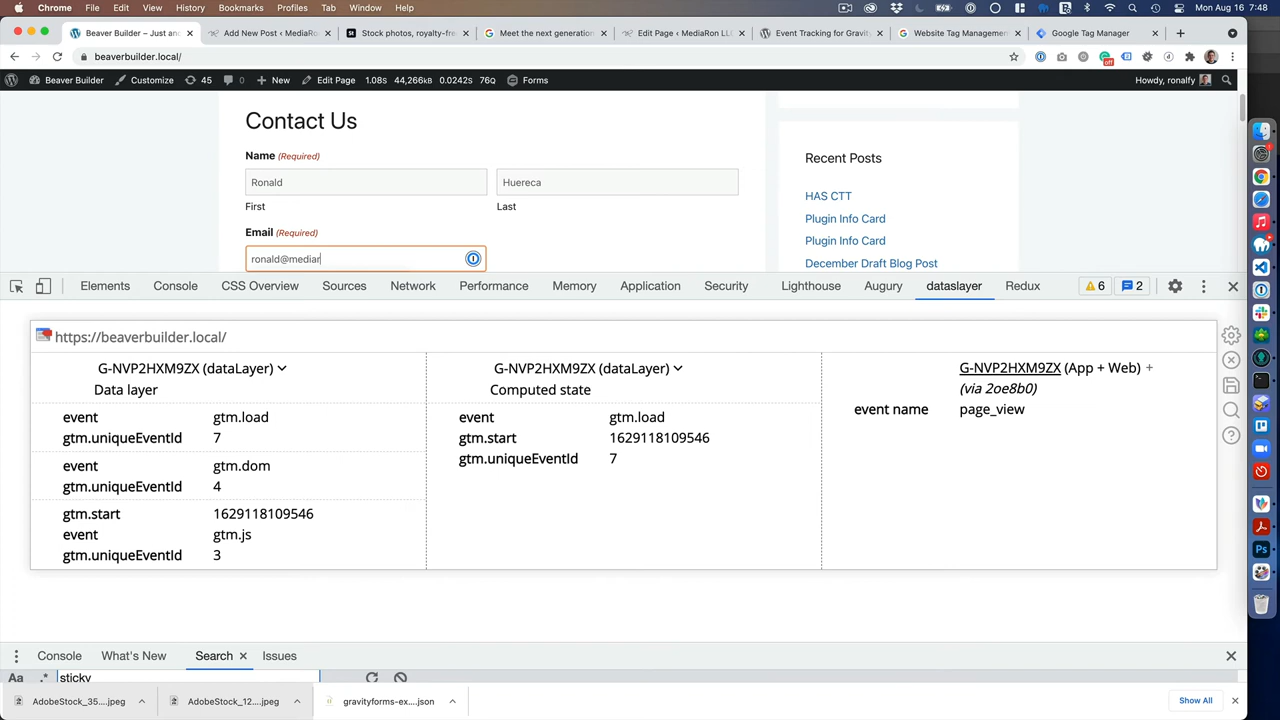 Chrome File Edit View History Bookmarks Profiles Tab Window Help Mon Aug 16 7:48
Beaver Builder – Just an Add New Post ‹ MediaRon LL Stock photos, royalty-fre Meet the next generation Edit Page ‹ MediaRon LLC Event Tracking for Gravity Website Tag Managemen Google Tag Manager
beaverbuilder.local/
off
Beaver Builder Customize 45 0 New Edit Page 1.08s 44,266kB 0.0242s 76Q Forms Howdy, ronalfy
Contact Us
Name (Required)
Ronald Huereca
First Last
Email (Required)
ronald@mediar
Recent Posts
HAS CTT
Plugin Info Card
Plugin Info Card
December Draft Blog Post
Elements Console CSS Overview Sources Network Performance Memory Application Security Lighthouse Augury dataslayer Redux 6 2
https://beaverbuilder.local/
G-NVP2HXM9ZX (dataLayer)
Data layer
event gtm.load
gtm.uniqueEventId 7
event gtm.dom
gtm.uniqueEventId 4
gtm.start 1629118109546
event gtm.js
gtm.uniqueEventId 3
G-NVP2HXM9ZX (dataLayer)
Computed state
event gtm.load
gtm.start 1629118109546
gtm.uniqueEventId 7
G-NVP2HXM9ZX (App + Web) +
(via 2oe8b0)
event name page_view
Console What's New Search Issues
Aa .* sticky
AdobeStock_35....jpeg AdobeStock_12....jpeg gravityforms-ex....json Show All